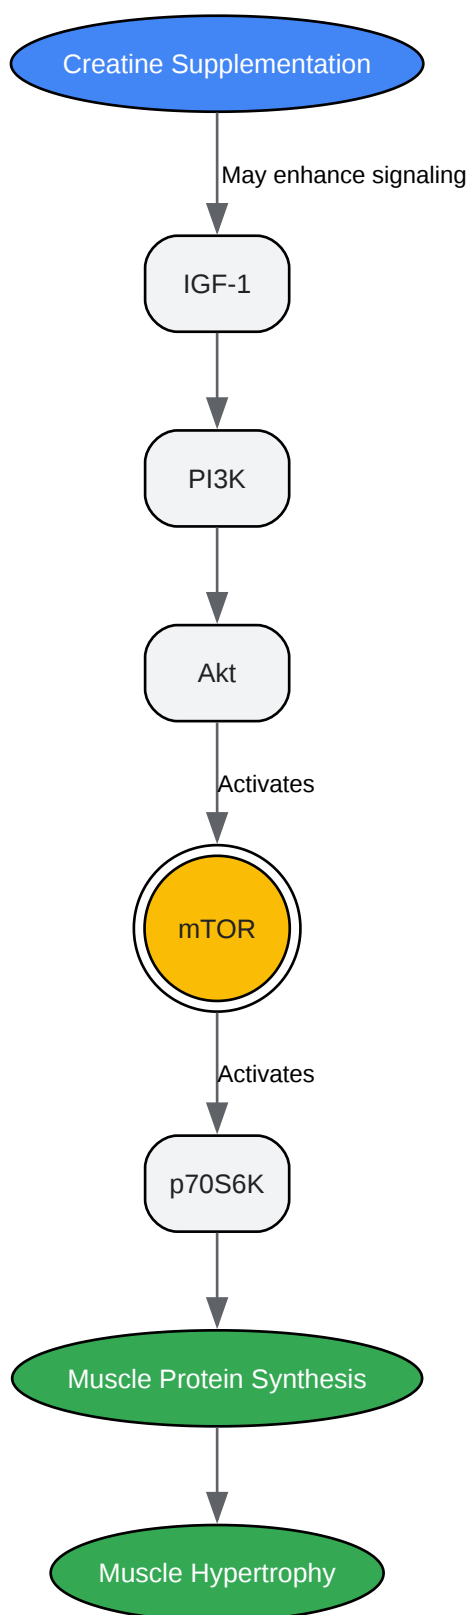 Creatine Supplementation
May enhance signaling
IGF-1
PI3K
Akt
Activates
mTOR
Activates
p70S6K
Muscle Protein Synthesis
Muscle Hypertrophy